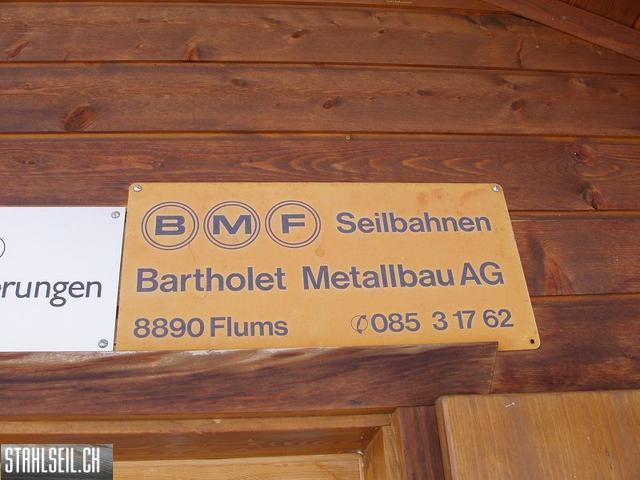 BMF Seilbahnen
Bartholet Metallbau AG
8890 Flums ✆085 3 17 62
erungen
STAHLSEIL.CH